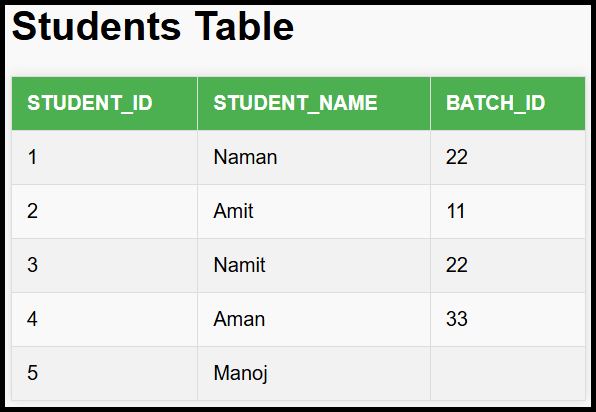 Students Table
STUDENT_ID STUDENT_NAME BATCH_ID
1 Naman 22
2 Amit 11
3 Namit 22
4 Aman 33
5 Manoj